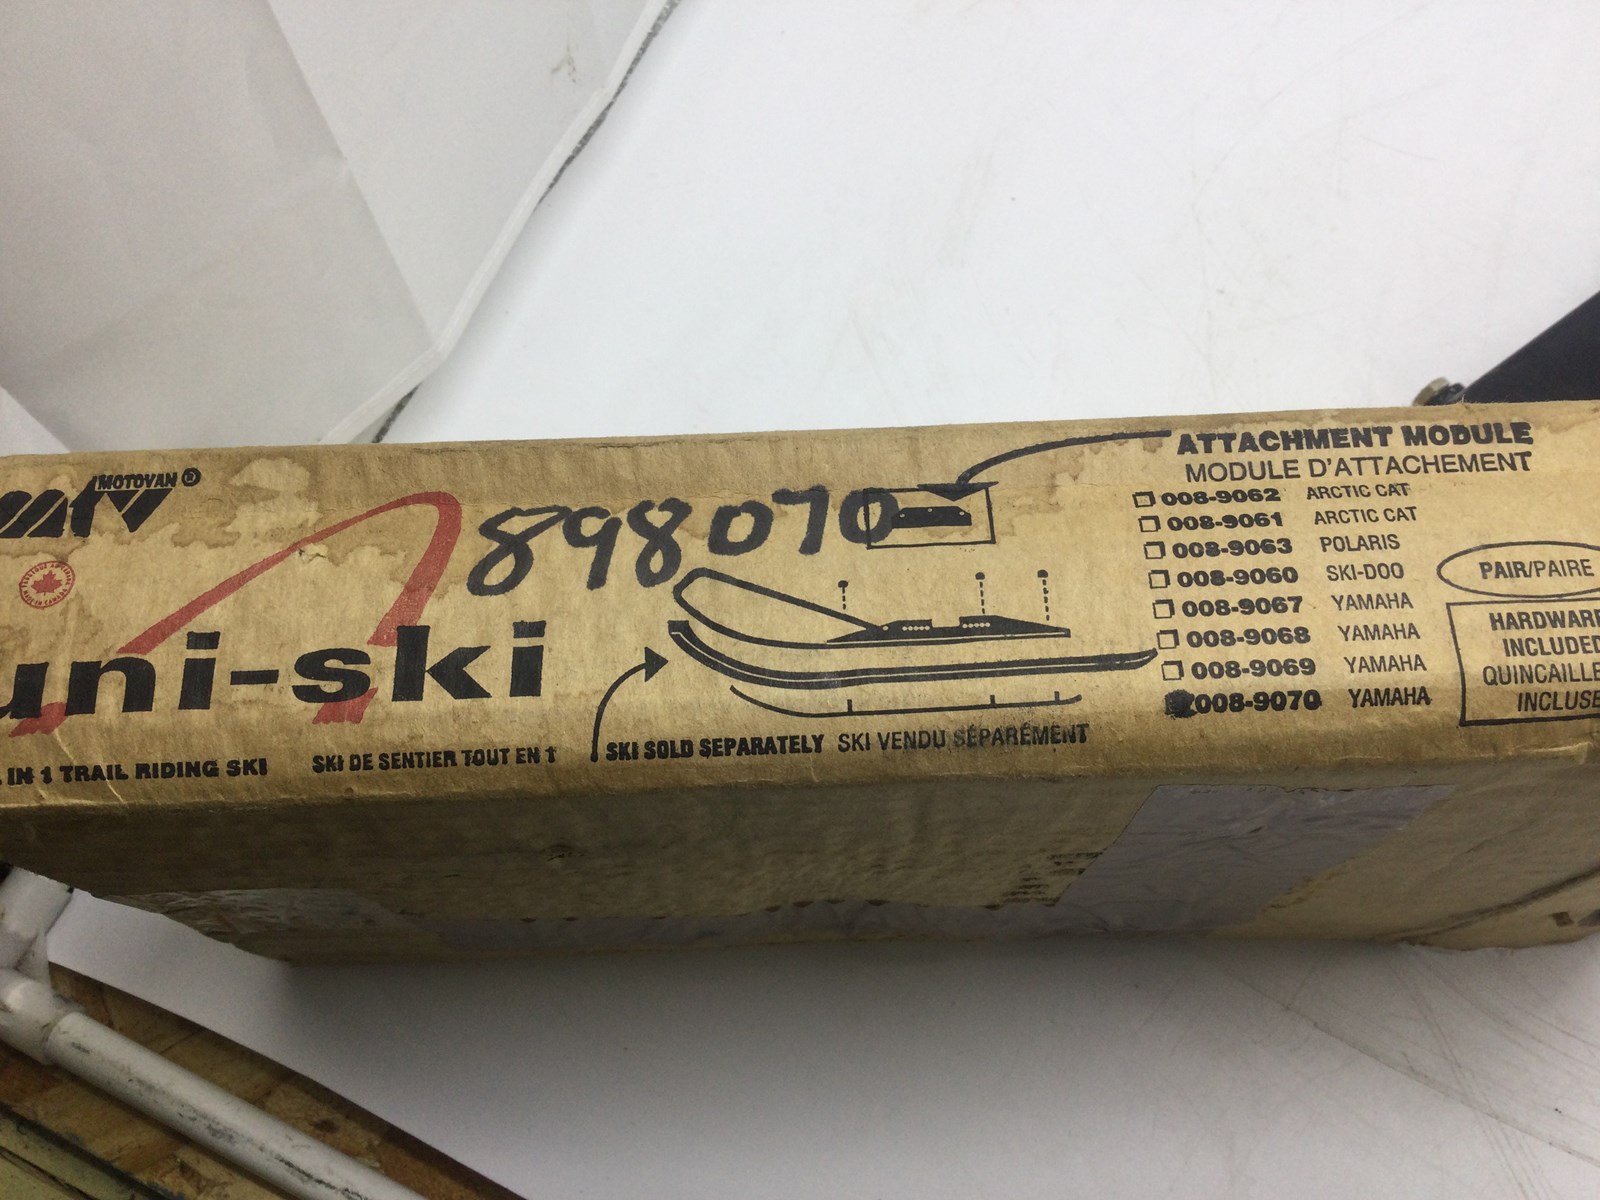 MOTOVAN®
mtv
898070
uni-ski
IN 1 TRAIL RIDING SKI SKI DE SENTIER TOUT EN 1
SKI SOLD SEPARATELY SKI VENDU SÉPARÉMENT
ATTACHMENT MODULE
MODULE D'ATTACHEMENT
008-9062 ARCTIC CAT
008-9061 ARCTIC CAT
008-9063 POLARIS
008-9060 SKI-DOO
008-9067 YAMAHA
008-9068 YAMAHA
008-9069 YAMAHA
008-9070 YAMAHA
PAIR/PAIRE
HARDWARE
INCLUDED
QUINCAILLE
INCLUSE